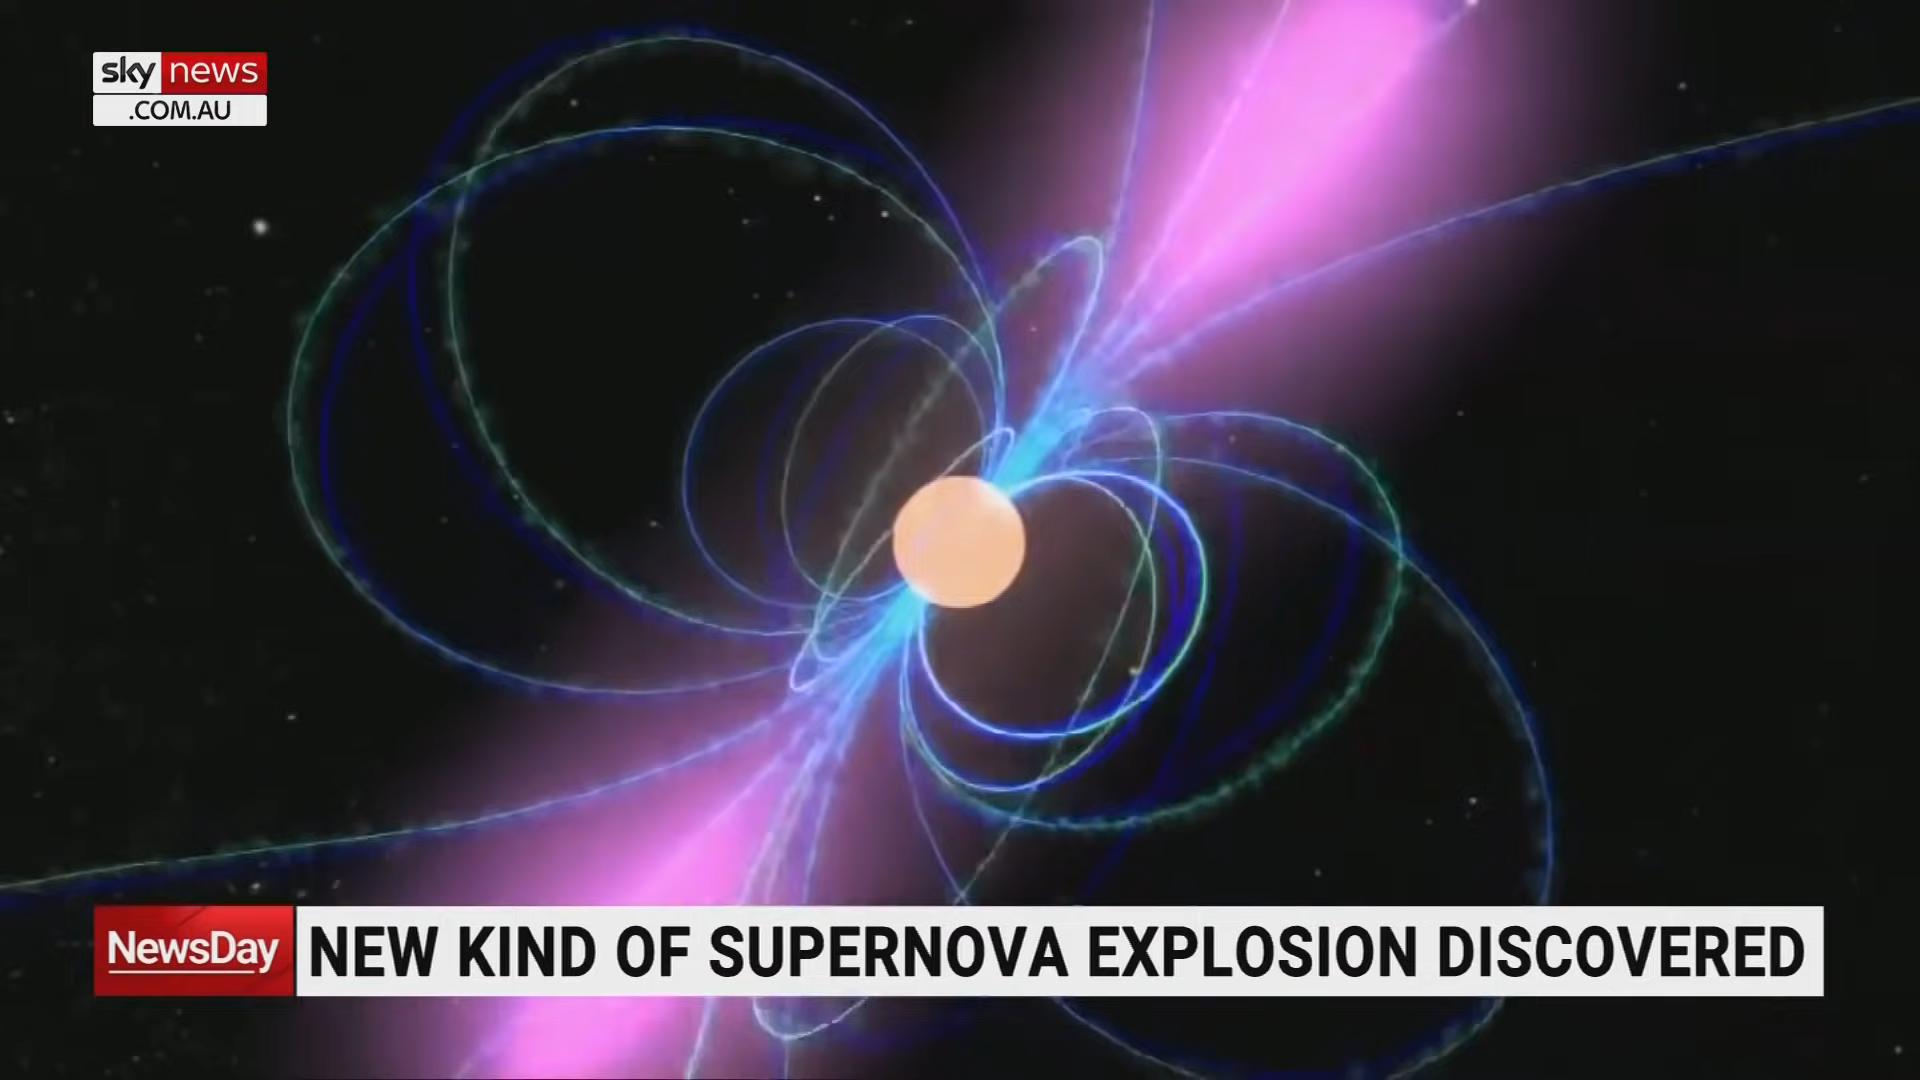 sky news
.COM.AU
NewsDay
NEW KIND OF SUPERNOVA EXPLOSION DISCOVERED